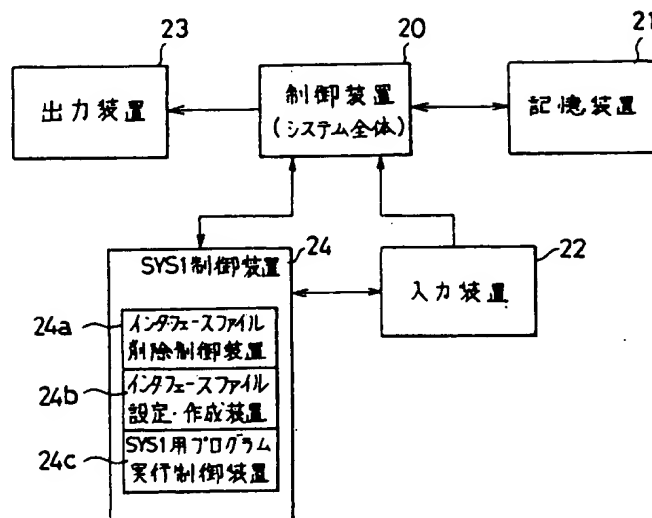 23
20
21
出力装置
制御装置
(システム全体)
記憶装置
24
SYS1制御装置
22
入力装置
24a
インタフェースファイル
削除制御装置
24b
インタフェースファイル
設定・作成装置
24c
SYS1用プログラム
実行制御装置